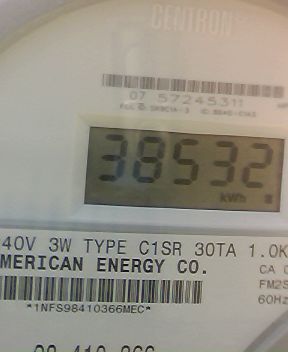 CENTRON
07 57245311
38532
kWh
40V 3W TYPE C1SR 30TA 1.0K
MERICAN ENERGY CO.
CA 0
FM2S
60Hz
*1NFS98410366MEC*